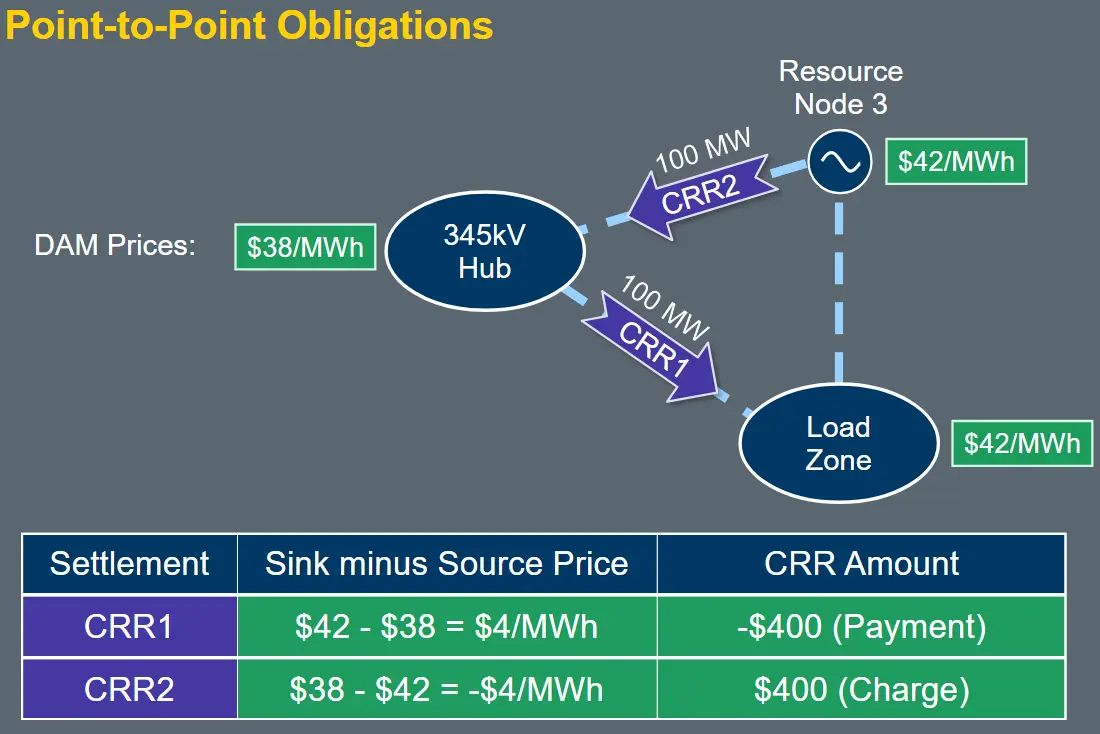 Point-to-Point Obligations
Resource
Node 3
100 MW
CRR2
$42/MWh
DAM Prices:
$38/MWh
345kV
Hub
100 MW
CRR1
Load
Zone
$42/MWh
Settlement
Sink minus Source Price
CRR Amount
CRR1
$42 - $38 = $4/MWh
-$400 (Payment)
CRR2
$38 - $42 = -$4/MWh
$400 (Charge)